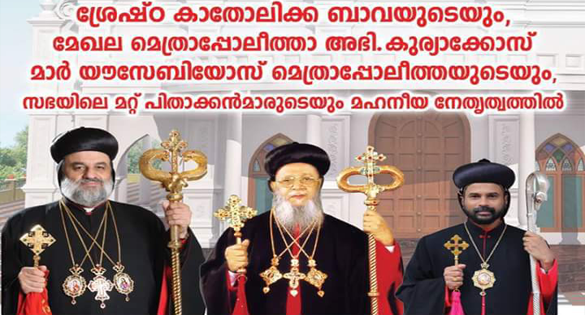 ശ്രേഷ്ഠ കാതോലിക്ക ബാവയുടെയും,
മേഖല മെത്രാപ്പോലീത്താ അഭി.കുര്യാക്കോസ്
മാർ യൗസേബിയോസ് മെത്രാപ്പോലീത്തയുടെയും,
സഭയിലെ മറ്റ് പിതാക്കൻമാരുടെയും മഹനീയ നേതൃത്വത്തിൽ